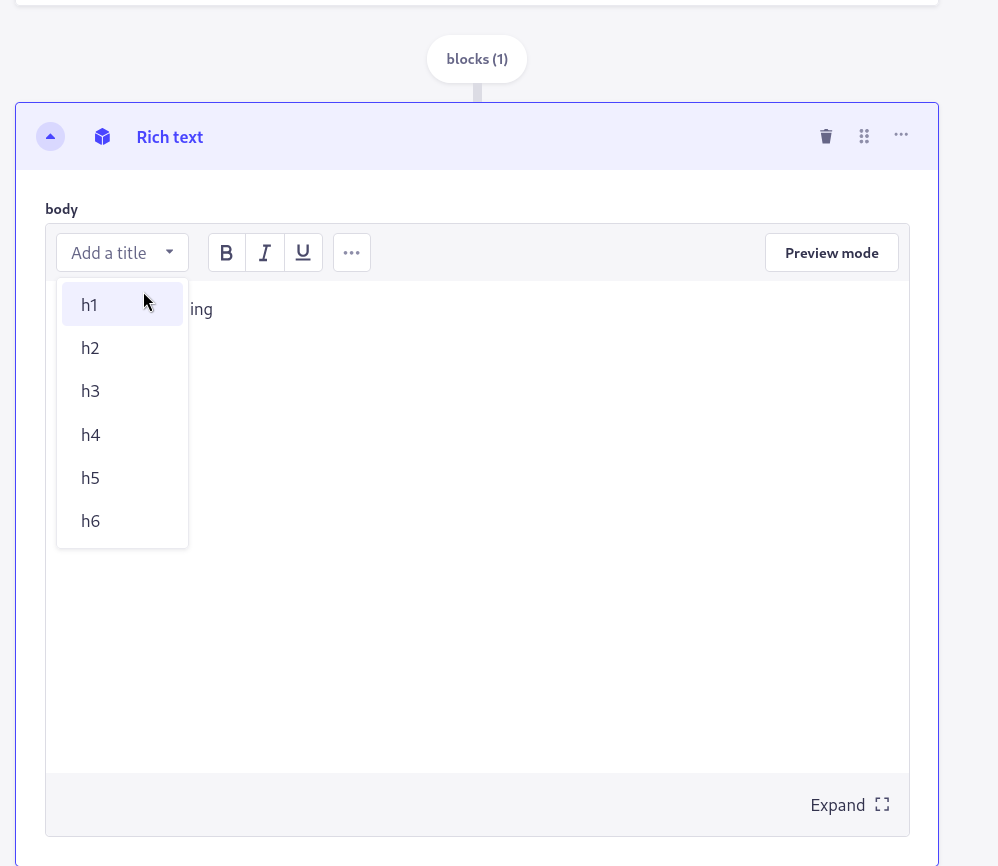 blocks (1)
Rich text
body
Add a title
B I U
Preview mode
h1
ing
h2
h3
h4
h5
h6
Expand